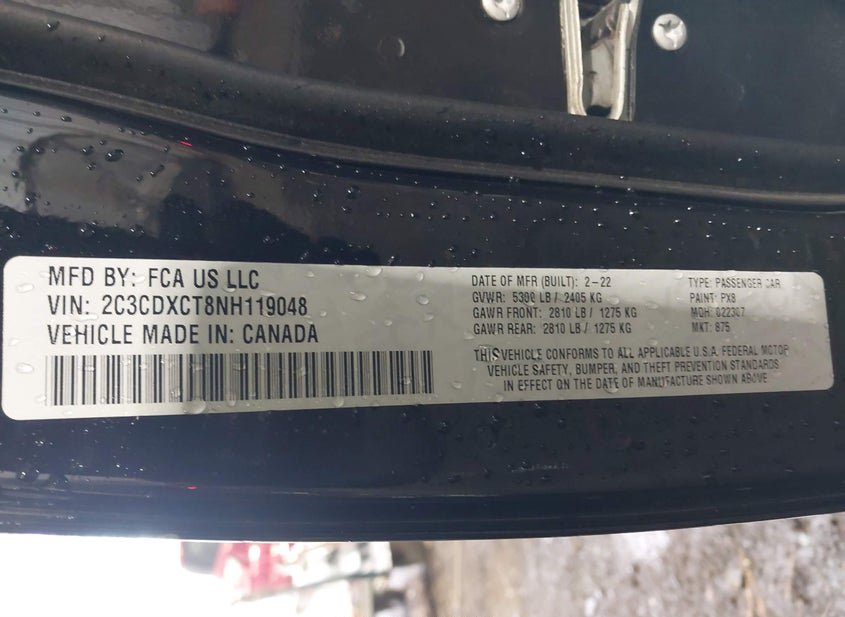 MFD BY: FCA US LLC
VIN: 2C3CDXCT8NH119048
VEHICLE MADE IN: CANADA
DATE OF MFR (BUILT): 2-22
GVWR: 5300 LB / 2405 KG
GAWR FRONT: 2810 LB / 1275 KG
GAWR REAR: 2810 LB / 1275 KG
TYPE: PASSENGER CAR
PAINT: PX8
MDH: 022307
MKT: 875
THIS VEHICLE CONFORMS TO ALL APPLICABLE U.S.A. FEDERAL MOTOR
VEHICLE SAFETY, BUMPER, AND THEFT PREVENTION STANDARDS
IN EFFECT ON THE DATE OF MANUFACTURE SHOWN ABOVE